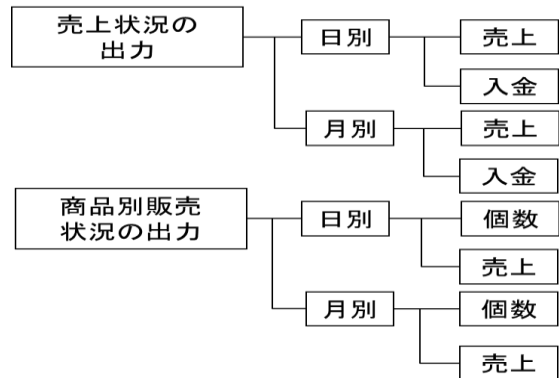 売上状況の
出力
日別
売上
入金
月別
売上
入金
商品別販売
状況の出力
日別
個数
売上
月別
個数
売上